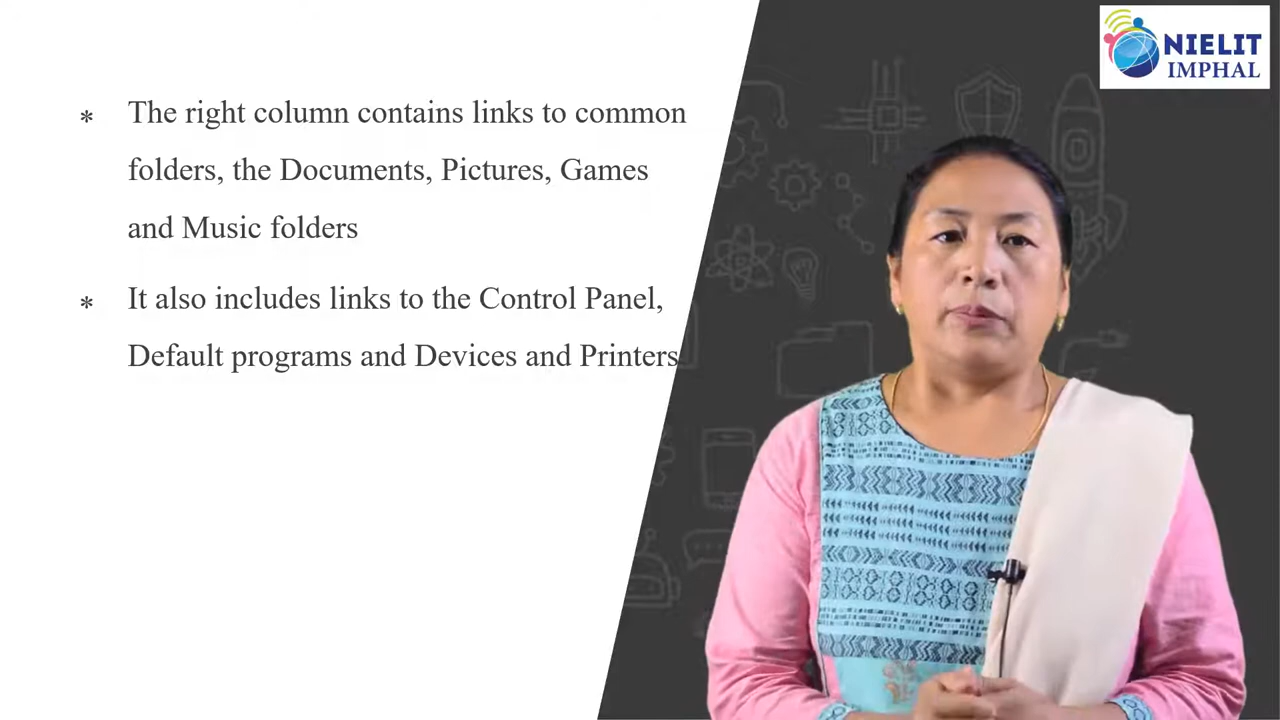 * The right column contains links to common
folders, the Documents, Pictures, Games
and Music folders
* It also includes links to the Control Panel,
Default programs and Devices and Printers.
NIELIT
IMPHAL